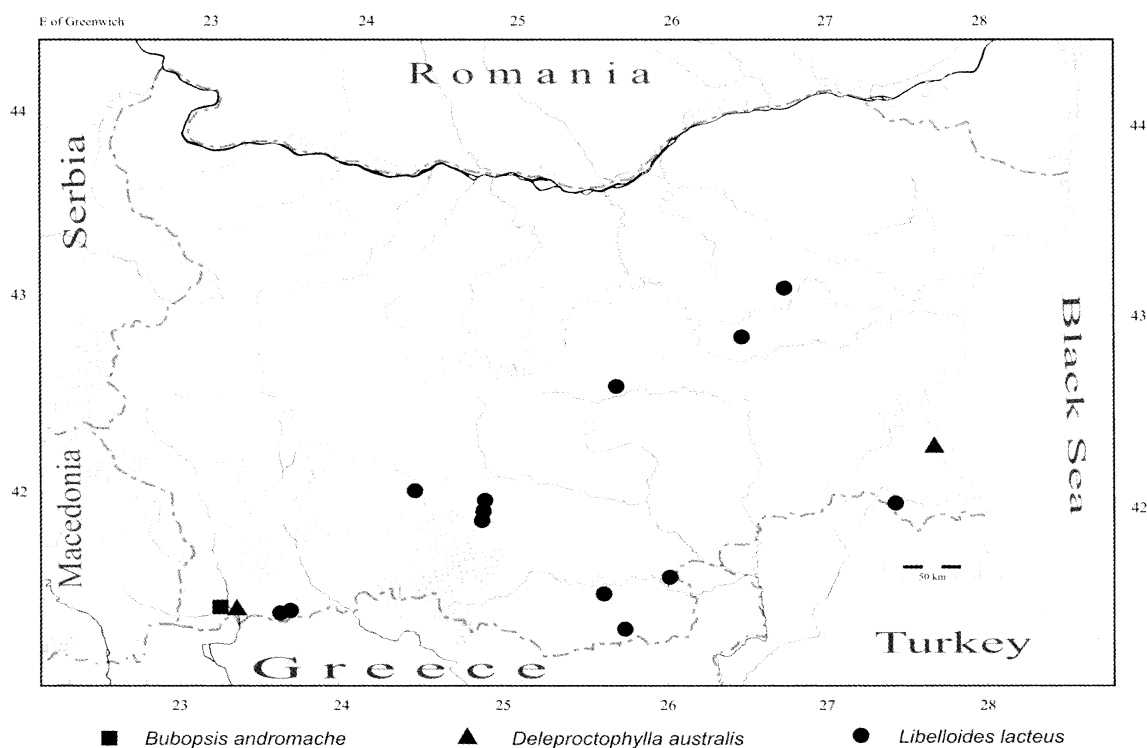 E of Greenwich 23 24 25 26 27 28
Romania
44 44
Serbia
43 43
Black Sea
42 42
Macedonia
50 km
Turkey
Greece
23 24 25 26 27 28
Bubopsis andromache Deleproctophylla australis Libelloides lacteus